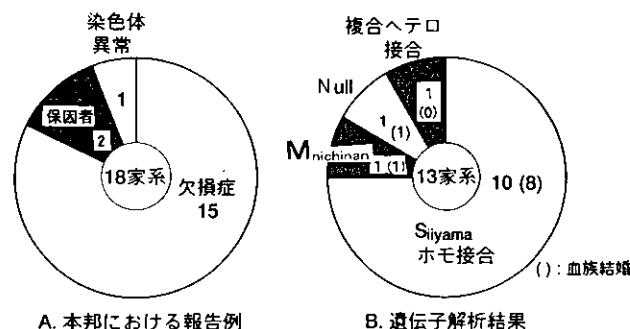 染色体
異常
1
保因者
2
18家系
欠損症
15
A. 本邦における報告例
複合ヘテロ
接合
Null
1
(0)
1
(1)
Mnichinan
1 (1)
13家系
10 (8)
Siiyama
ホモ接合
( ) : 血族結婚
B. 遺伝子解析結果